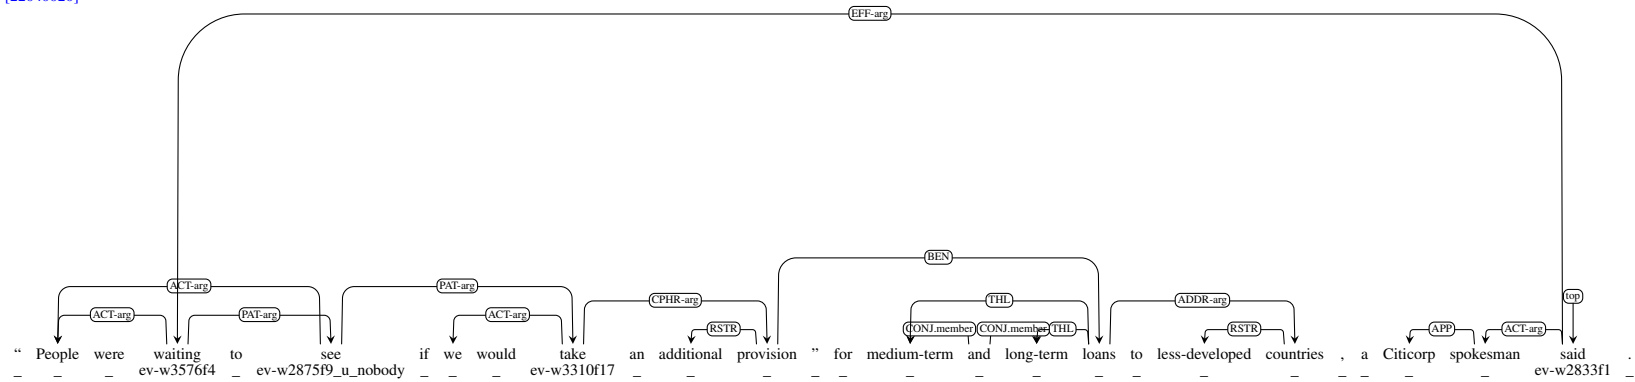 EFF-arg
BEN
ACT-arg PAT-arg CPHR-arg THL ADDR-arg top
ACT-arg PAT-arg ACT-arg RSTR CONJ.member CONJ.member THL RSTR APP ACT-arg
“ People were waiting to see if we would take an additional provision ” for medium-term and long-term loans to less-developed countries , a Citicorp spokesman said .
_ _ _ ev-w3576f4 _ ev-w2875f9_u_nobody _ _ _ ev-w3310f17 _ _ _ _ _ _ _ _ _ _ _ _ _ _ _ _ ev-w2833f1 _